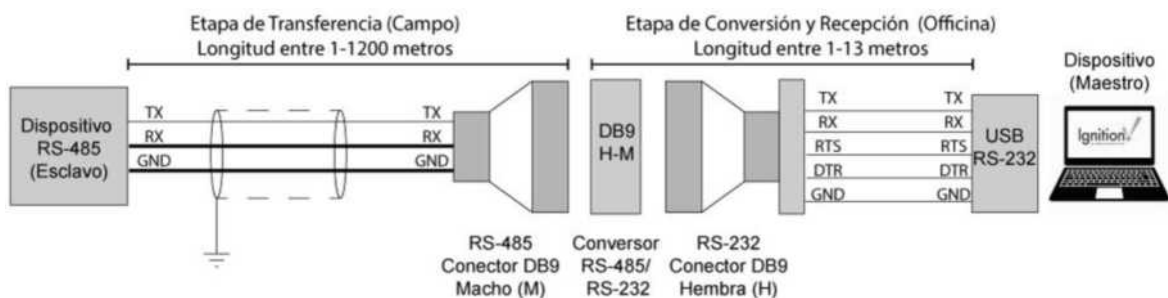 Etapa de Transferencia (Campo)
Longitud entre 1-1200 metros
Etapa de Conversión y Recepción (Officina)
Longitud entre 1-13 metros
Dispositivo
(Maestro)
Dispositivo
RS-485
(Esclavo)
TX
RX
GND
TX
RX
GND
DB9
H-M
TX
RX
RTS
DTR
GND
TX
RX
RTS
DTR
GND
USB
RS-232
Ignition
RS-485
Conector DB9
Macho (M)
Conversor
RS-485/
RS-232
RS-232
Conector DB9
Hembra (H)